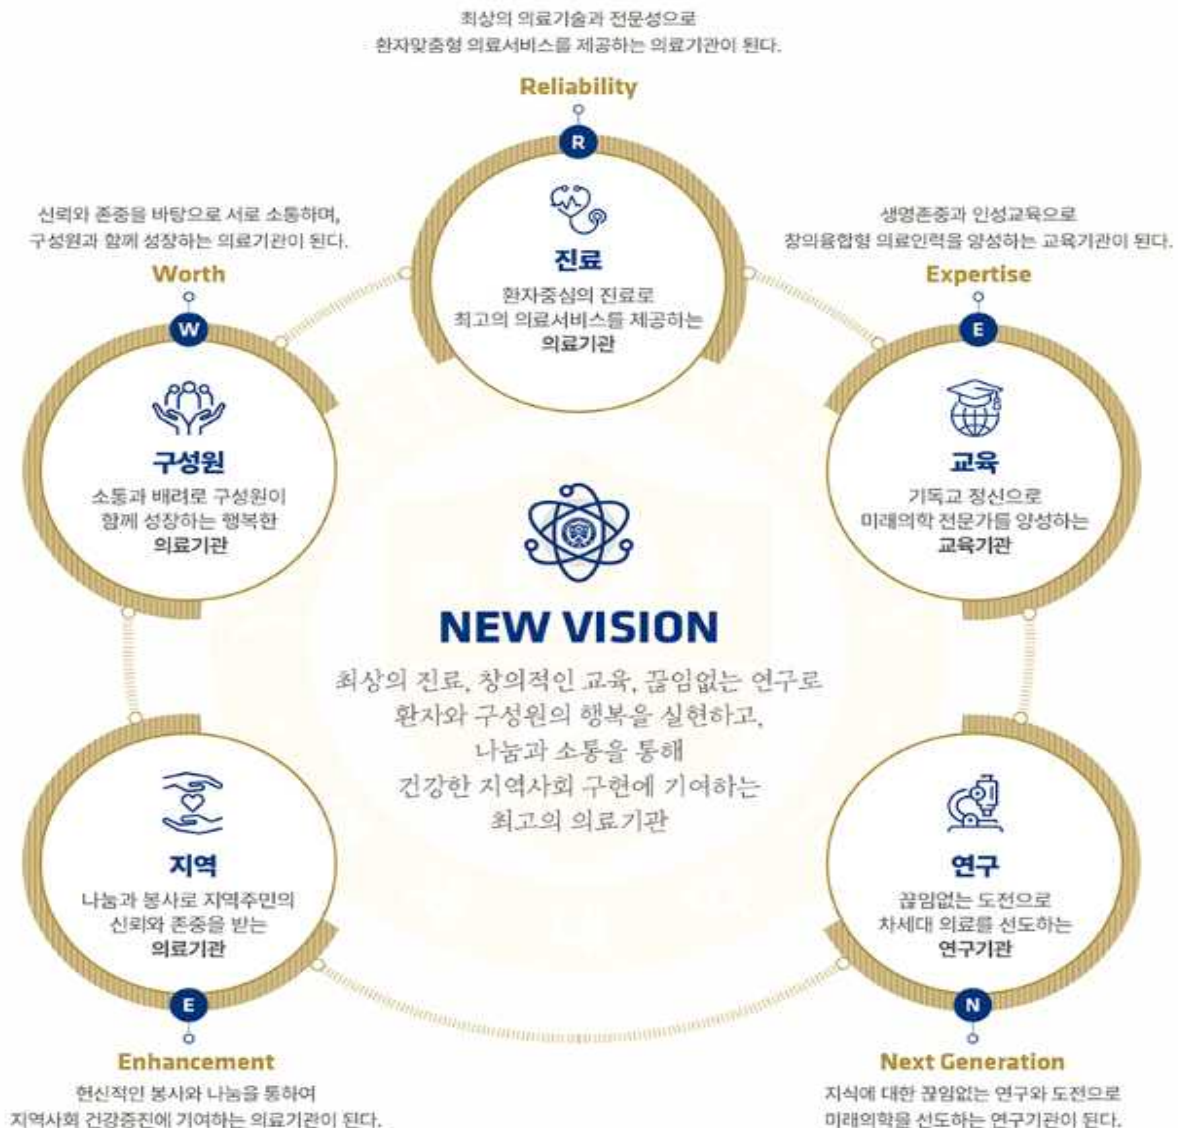 최상의 의료기술과 전문성으로
환자맞춤형 의료서비스를 제공하는 의료기관이 된다.
Reliability
R
진료
환자중심의 진료로
최고의 의료서비스를 제공하는
의료기관
신뢰와 존중을 바탕으로 서로 소통하며,
구성원과 함께 성장하는 의료기관이 된다.
Worth
W
구성원
소통과 배려로 구성원이
함께 성장하는 행복한
의료기관
생명존중과 인성교육으로
창의융합형 의료인력을 양성하는 교육기관이 된다.
Expertise
E
교육
기독교 정신으로
미래의학 전문가를 양성하는
교육기관
NEW VISION
최상의 진료, 창의적인 교육, 끊임없는 연구로
환자와 구성원의 행복을 실현하고,
나눔과 소통을 통해
건강한 지역사회 구현에 기여하는
최고의 의료기관
지역
나눔과 봉사로 지역주민의
신뢰와 존중을 받는
의료기관
E
Enhancement
헌신적인 봉사와 나눔을 통하여
지역사회 건강증진에 기여하는 의료기관이 된다.
연구
끊임없는 도전으로
차세대 의료를 선도하는
연구기관
N
Next Generation
지식에 대한 끊임없는 연구와 도전으로
미래의학을 선도하는 연구기관이 된다.